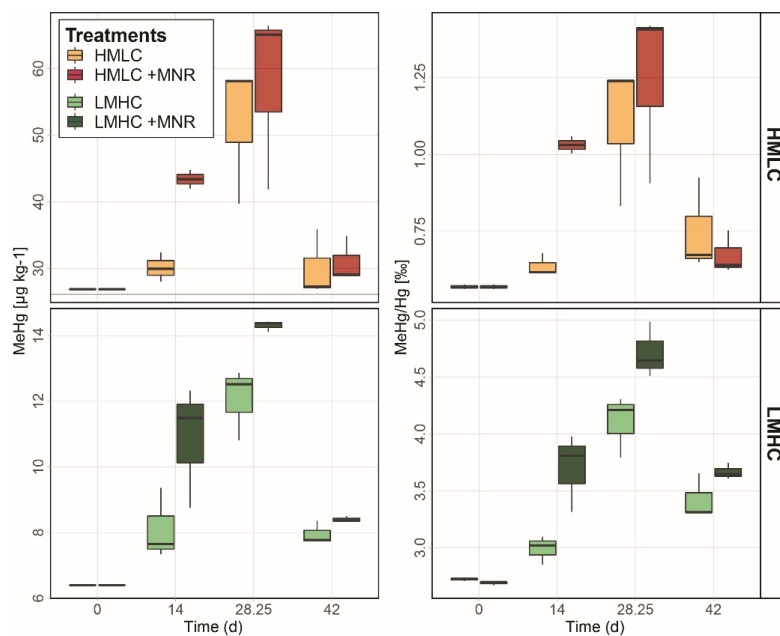 Treatments
HMLC
HMLC +MNR
LMHC
LMHC +MNR
MeHg [µg kg-1]
60
50
40
30
14
12
10
8
6
0
14
28.25
42
Time (d)
MeHg/Hg [‰]
1.25
1.00
0.75
5.0
4.5
4.0
3.5
3.0
0
14
28.25
42
Time (d)
HMLC
LMHC